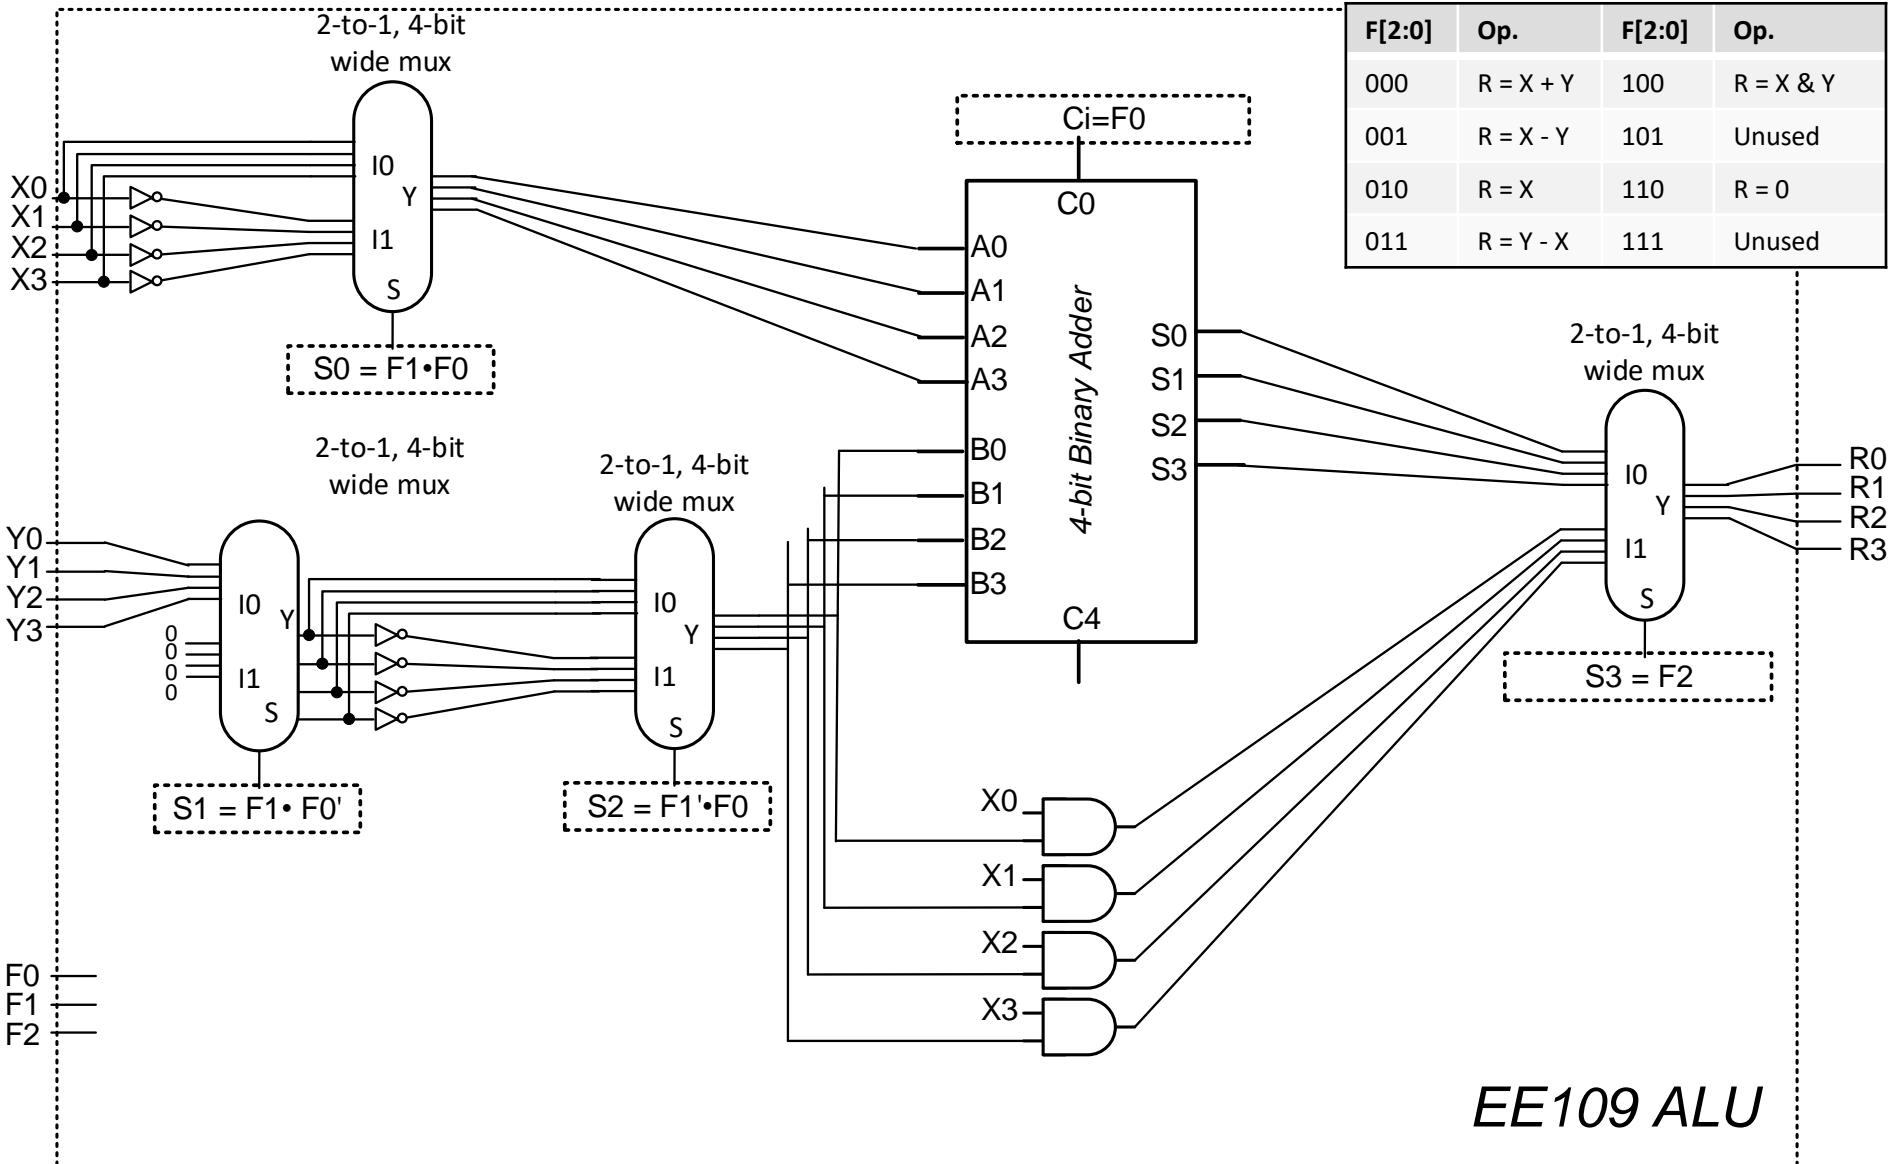 2-to-1, 4-bit
wide mux
F[2:0] Op. F[2:0] Op.
000 R = X + Y 100 R = X & Y
001 R = X - Y 101 Unused
010 R = X 110 R = 0
011 R = Y - X 111 Unused
Ci=F0
X0
X1
X2
X3
I0
Y
I1
S
S0 = F1•F0
C0
A0
A1
A2
A3
B0
B1
B2
B3
C4
4-bit Binary Adder
S0
S1
S2
S3
2-to-1, 4-bit
wide mux
I0
Y
I1
S
S3 = F2
R0
R1
R2
R3
2-to-1, 4-bit
wide mux
2-to-1, 4-bit
wide mux
Y0
Y1
Y2
Y3
0
0
0
0
I0
Y
I1
S
S1 = F1• F0'
I0
Y
I1
S
S2 = F1'•F0
X0
X1
X2
X3
F0
F1
F2
EE109 ALU